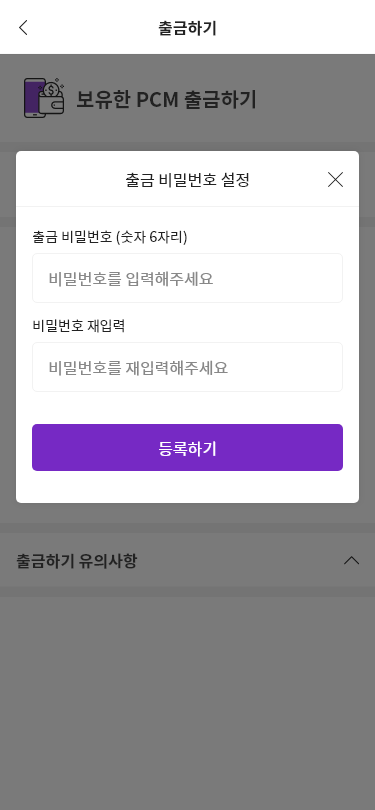 출금하기
보유한 PCM 출금하기
출금 비밀번호 설정
출금 비밀번호 (숫자 6자리)
비밀번호를 입력해주세요
비밀번호 재입력
비밀번호를 재입력해주세요
등록하기
출금하기 유의사항